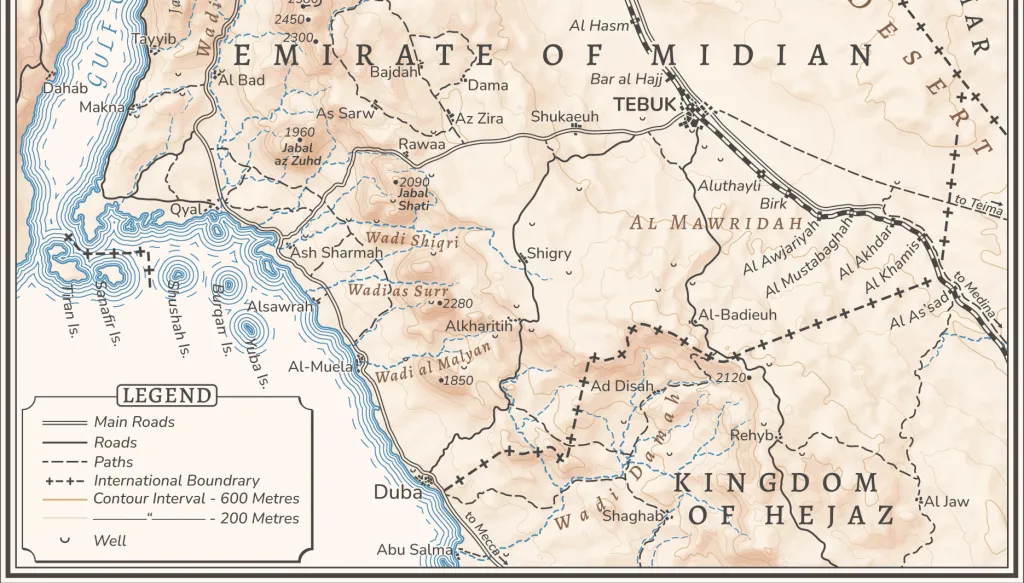 2450
2300
Al Hasm
Tayyib
GULF
Wadi
EMIRATE OF MIDIAN
DESERT
Dahab
Al Bad
Bajdah
Dama
Bar al Hajj
TEBUK
Makna
As Sarw
Az Zira
Shukaeuh
1960
Jabal
az Zuhd
Rawaa
2090
Jabal
Shati
Aluthayli
Birk
to Teima
Qyal
AL MAWRIDAH
Wadi Shiqri
Ash Sharmah
Shigry
Al Awjariyah
Al Mustabaghah
Al Akhdar
Al Khamis
Al As'sad
to Medina
Tiran Is.
Sanafir Is.
Shushah Is.
Burqan Is.
Yuba Is.
Wadi as Surr
2280
Alsawrah
Alkharitih
Al-Badieuh
Al-Muela
Wadi al Malyan
1850
Ad Disah
2120
LEGEND
Main Roads
Roads
Paths
International Boundrary
Contour Interval - 600 Metres
" - 200 Metres
Well
Rehyb
Wadi Damah
KINGDOM
OF HEJAZ
Duba
Shaghab
Al Jaw
to Mecca
Abu Salma